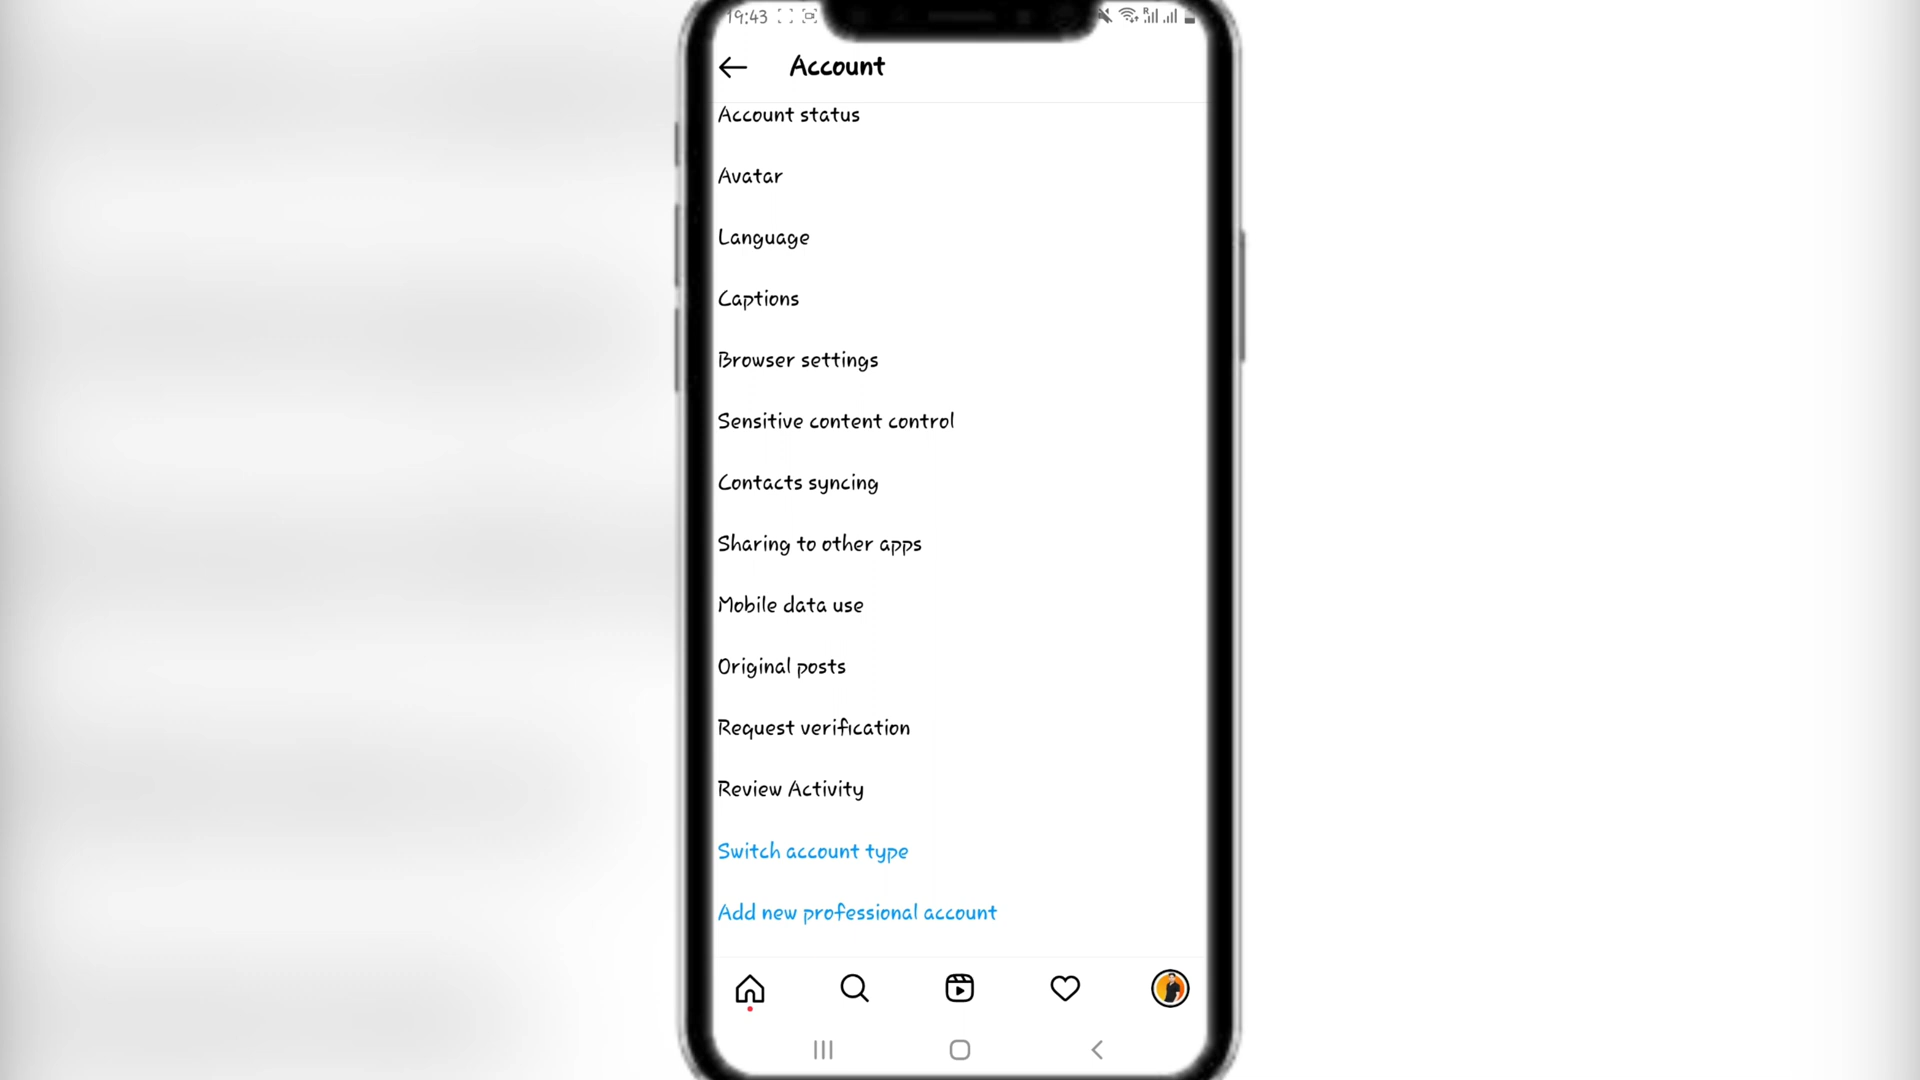 19:43
Account
Account status
Avatar
Language
Captions
Browser settings
Sensitive content control
Contacts syncing
Sharing to other apps
Mobile data use
Original posts
Request verification
Review Activity
Switch account type
Add new professional account